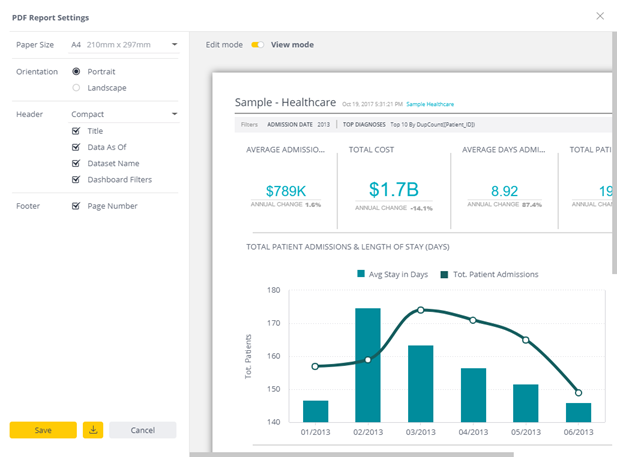 PDF Report Settings
Paper Size A4 210mm x 297mm
Orientation Portrait
Landscape
Header Compact
Title
Data As Of
Dataset Name
Dashboard Filters
Footer Page Number
Save Cancel
Edit mode View mode
Sample - Healthcare Oct 19, 2017 5:31:21 PM Sample Healthcare
Filters ADMISSION DATE 2013 TOP DIAGNOSES Top 10 By DupCount([Patient_ID])
AVERAGE ADMISSIO... TOTAL COST AVERAGE DAYS ADMI... TOTAL PATI
$789K $1.7B 8.92 19
ANNUAL CHANGE 1.6% ANNUAL CHANGE -14.1% ANNUAL CHANGE 87.4% ANNUAL CHA
TOTAL PATIENT ADMISSIONS & LENGTH OF STAY (DAYS)
Avg Stay in Days Tot. Patient Admissions
Tot. Patients
180
170
160
150
140
01/2013 02/2013 03/2013 04/2013 05/2013 06/2013